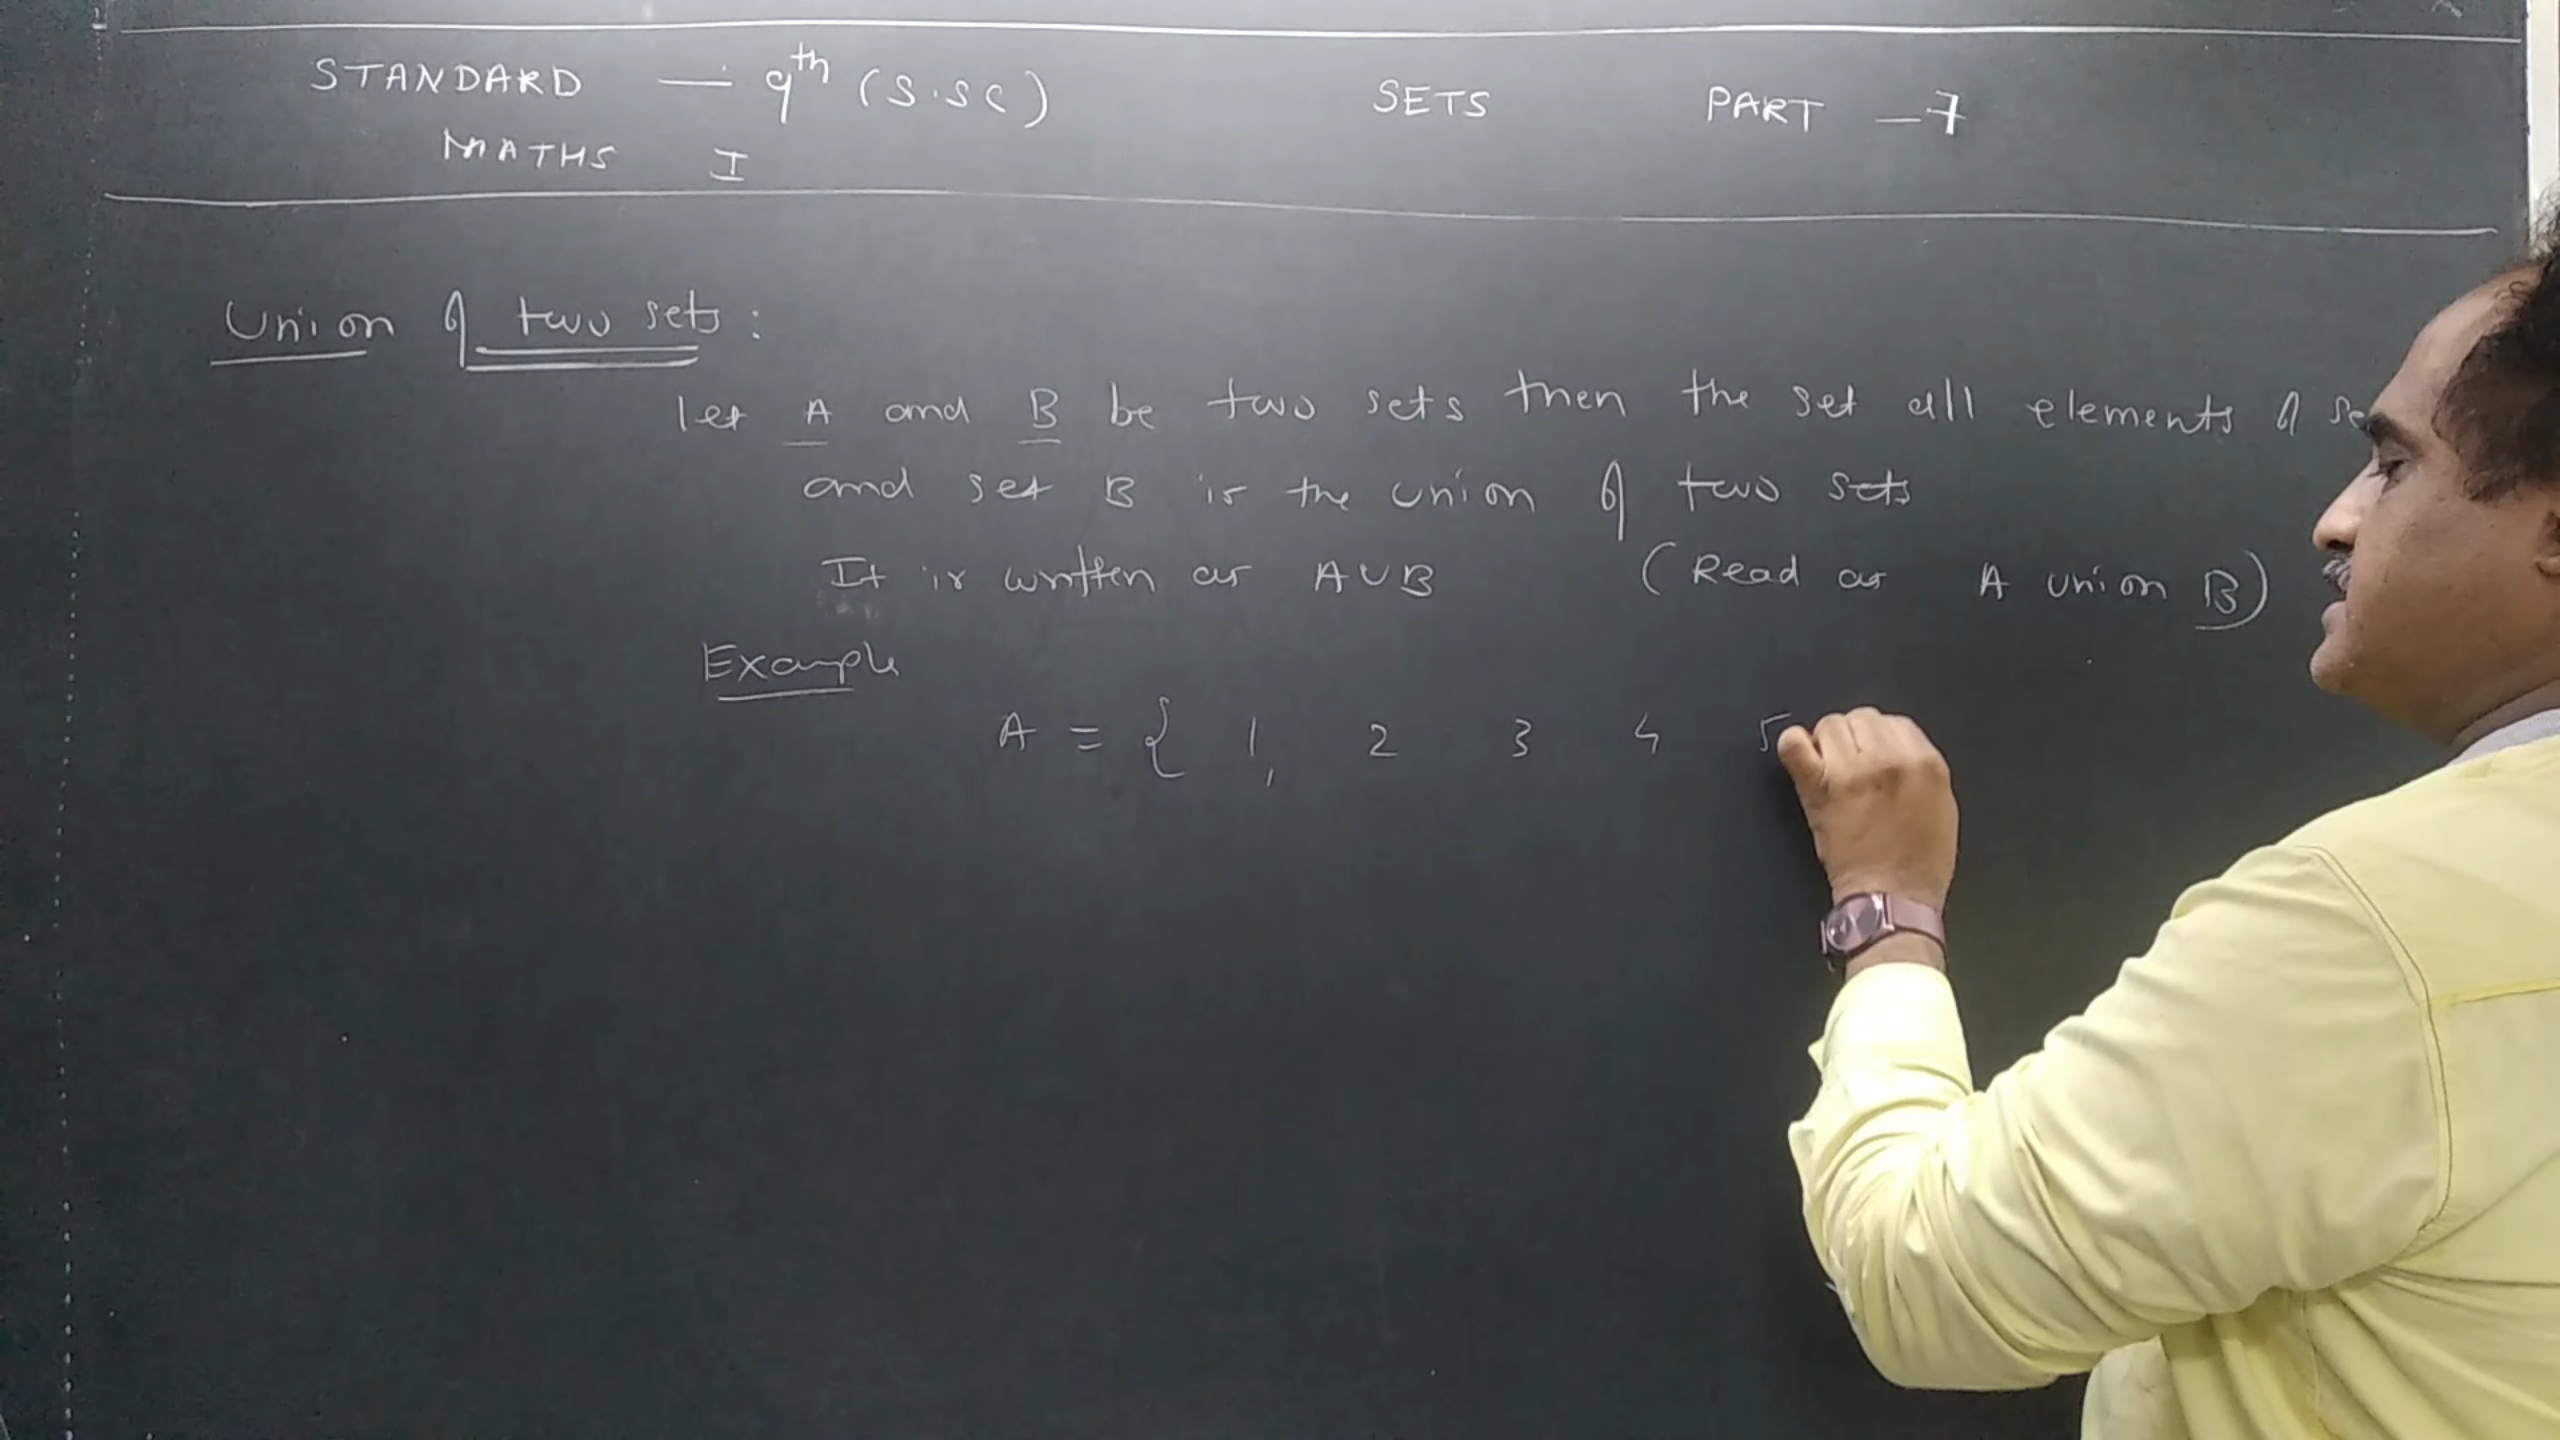 STANDARD — 9th (S.SC) SETS PART - 7
MATHS I
Union of two sets :
let A and B be two sets then the set all elements of
and set B is the union of two sets
It is written as A∪B (Read as A union B)
Example
A = { 1, 2 3 4 5